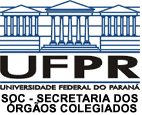 UFPR
UNIVERSIDADE FEDERAL DO PARANÁ
SOC - SECRETARIA DOS
ÓRGÃOS COLEGIADOS